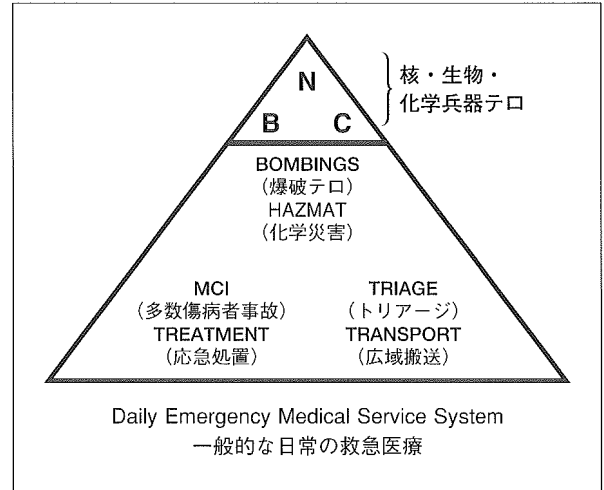 N
B C
核・生物・
化学兵器テロ
BOMBINGS
(爆破テロ)
HAZMAT
(化学災害)
MCI
(多数傷病者事故)
TREATMENT
(応急処置)
TRIAGE
(トリアージ)
TRANSPORT
(広域搬送)
Daily Emergency Medical Service System
一般的な日常の救急医療